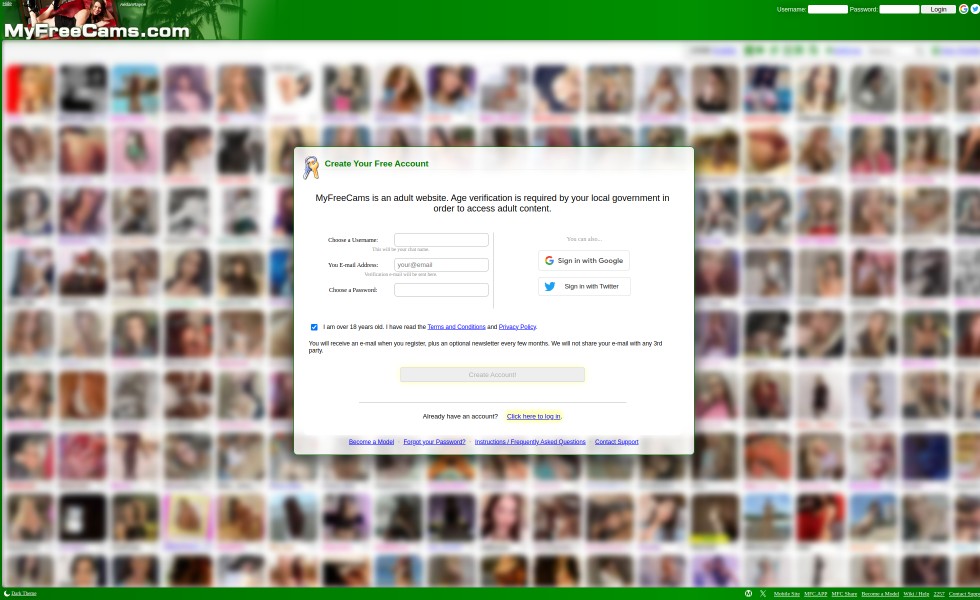 Username: Password: Login
MyFreeCams.com
Create Your Free Account
MyFreeCams is an adult website. Age verification is required by your local government in
order to access adult content.
Choose a Username:
This will be your chat name.
You E-mail Address: your@email
Verification e-mail will be sent here.
Choose a Password:
You can also...
Sign in with Google
Sign in with Twitter
I am over 18 years old. I have read the Terms and Conditions and Privacy Policy.
You will receive an e-mail when you register, plus an optional newsletter every few months. We will not share your e-mail with any 3rd
party.
Create Account!
Already have an account? Click here to log in.
Become a Model · Forgot your Password? · Instructions / Frequently Asked Questions · Contact Support
Dark Theme
Mobile Site MFC.APP MFC Share Become a Model Wiki / Help 2257 Contact